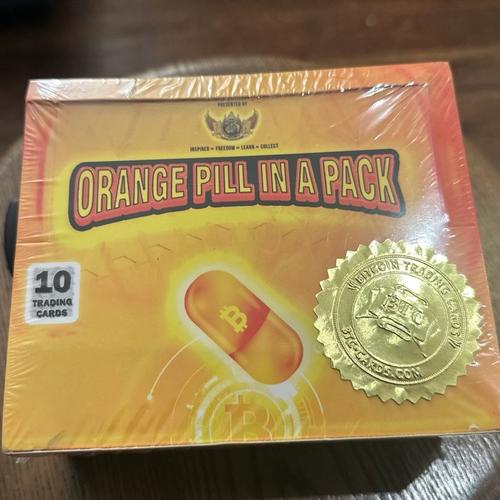 PRESENTED BY
INSPIRED = FREEDOM = LEARN = COLLECT
ORANGE PILL IN A PACK
10
TRADING
CARDS
BITCOIN TRADING CARDS
BTC
BTC-CARDS.COM